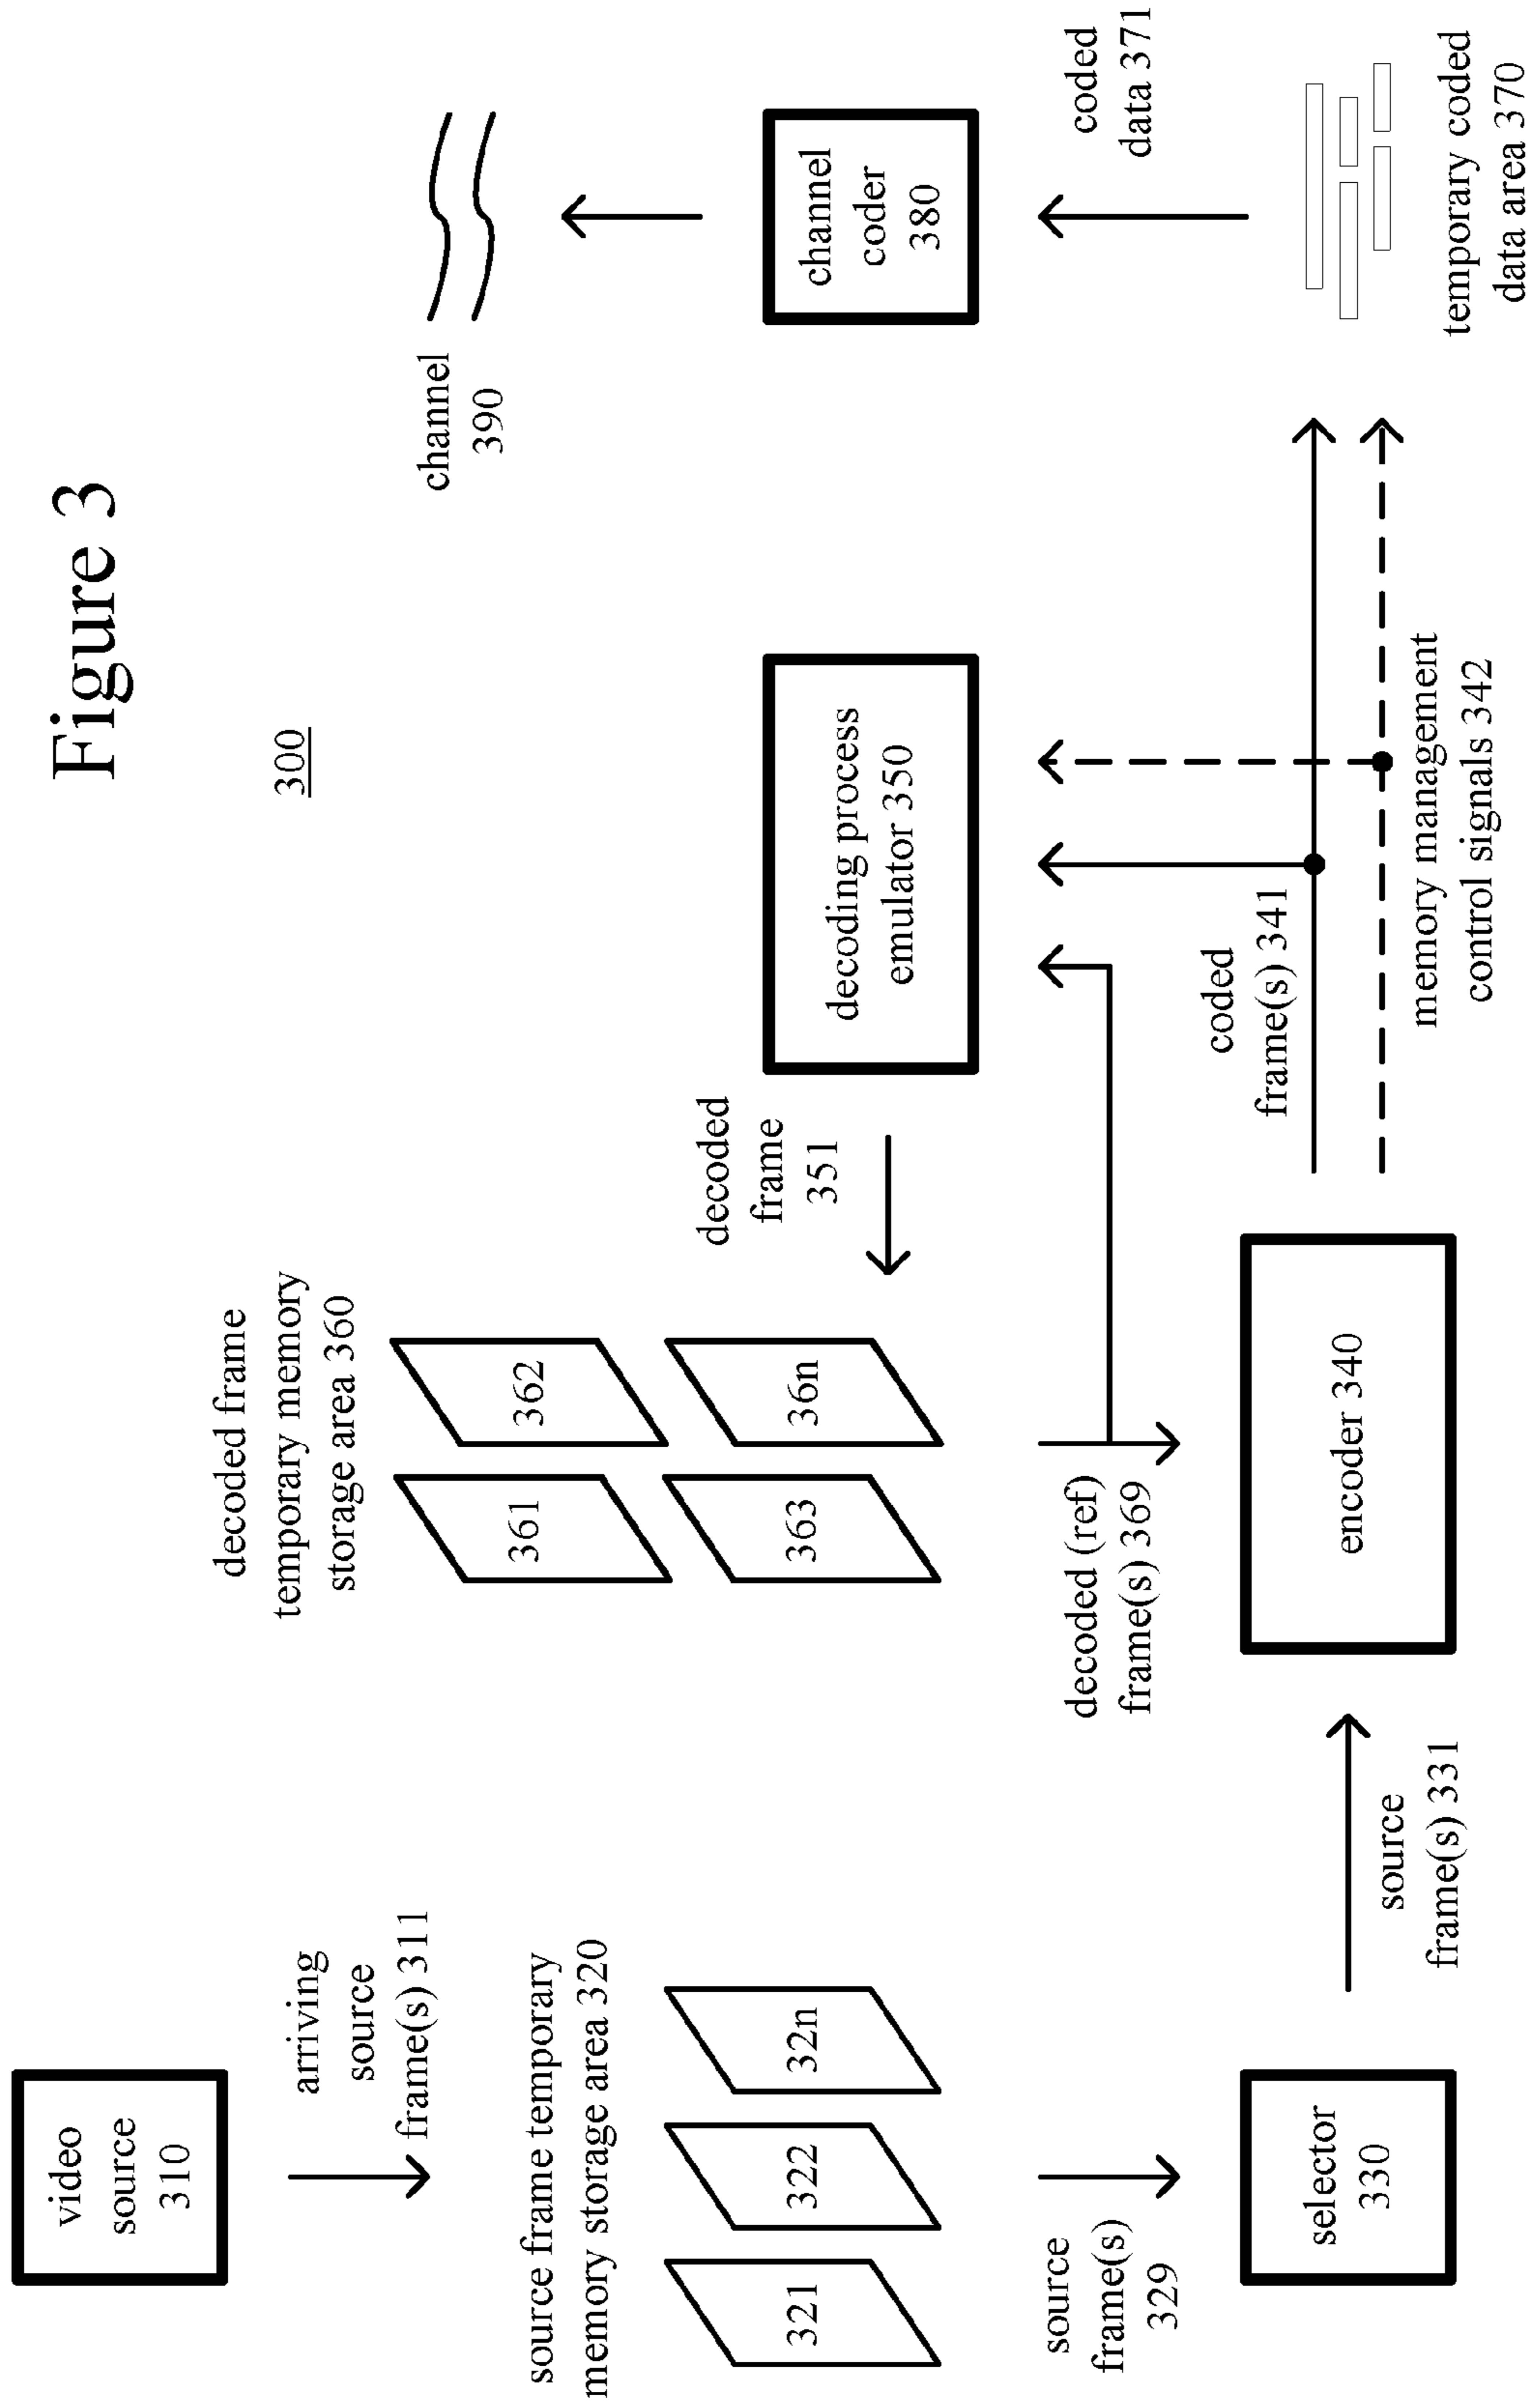 Figure 3
300
video
source
310
arriving
source
frame(s) 311
source frame temporary
memory storage area 320
321
322
32n
source
frame(s)
329
selector
330
source
frame(s) 331
decoded frame
temporary memory
storage area 360
361
362
363
36n
decoded (ref)
frame(s) 369
encoder 340
decoded
frame
351
decoding process
emulator 350
coded
frame(s) 341
memory management
control signals 342
channel
390
channel
coder
380
coded
data 371
temporary coded
data area 370